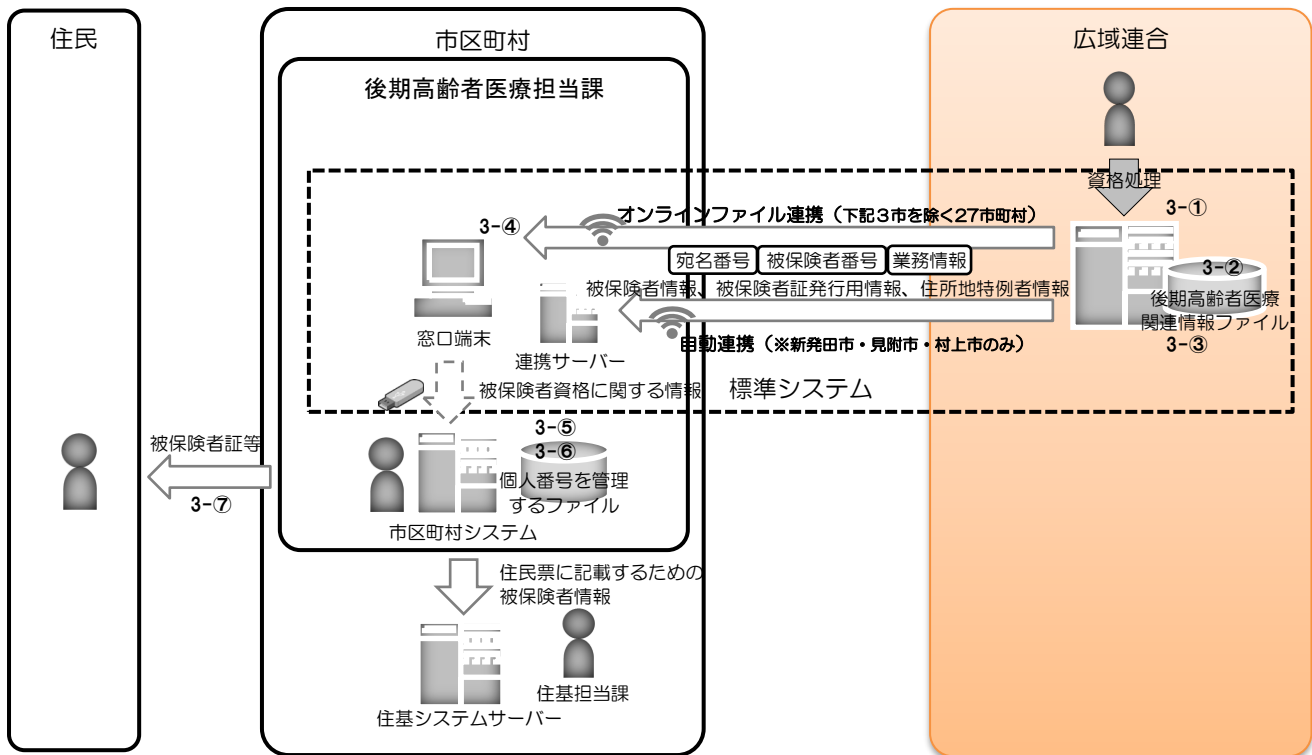 住民
市区町村
広域連合
後期高齢者医療担当課
資格処理
3-①
オンラインファイル連携（下記３市を除く27市町村）
3-④
宛名番号 被保険者番号 業務情報
3-②
被保険者情報、被保険者証発行用情報、住所地特例者情報
後期高齢者医療
関連情報ファイル
3-③
窓口端末
連携サーバー
自動連携（※新発田市・見附市・村上市のみ）
被保険者資格に関する情報
標準システム
3-⑤
3-⑥
個人番号を管理
するファイル
被保険者証等
3-⑦
市区町村システム
住民票に記載するための
被保険者情報
住基担当課
住基システムサーバー